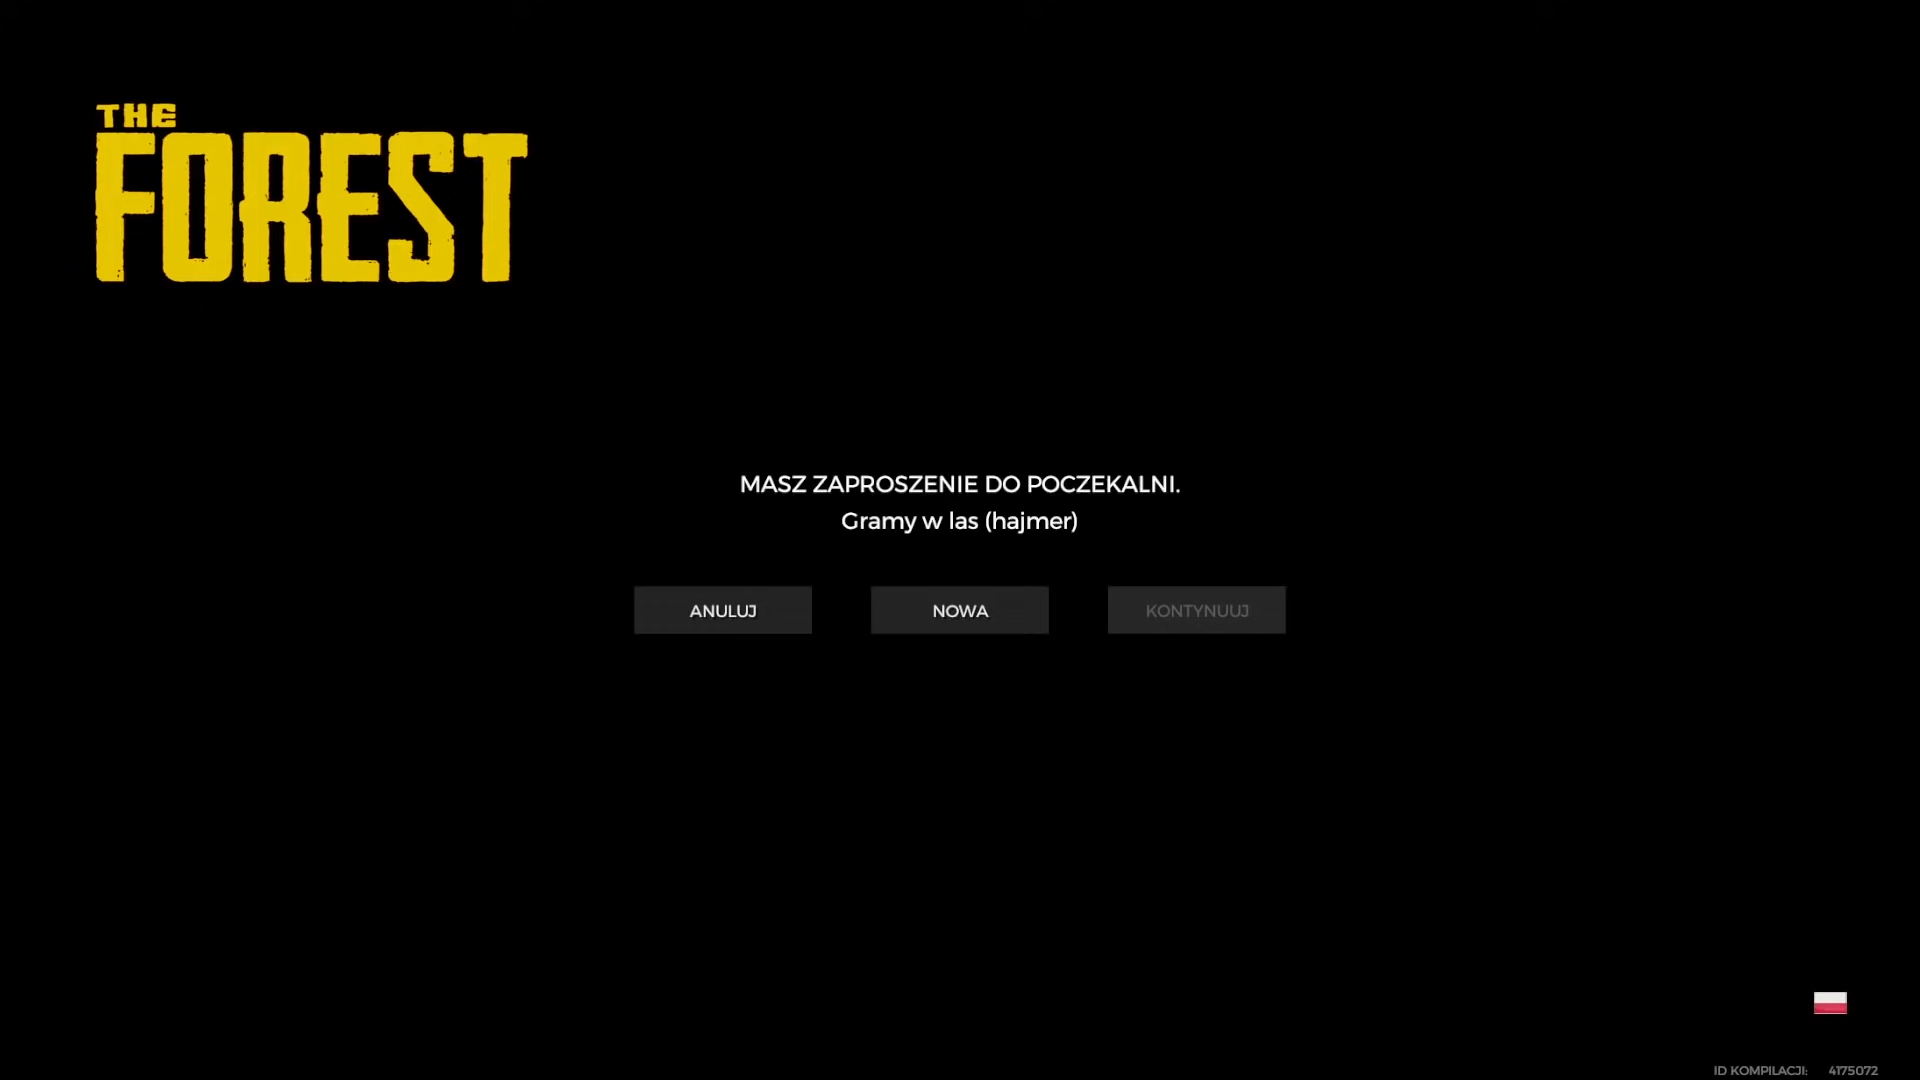 THE
FOREST
MASZ ZAPROSZENIE DO POCZEKALNI.
Gramy w las (hajmer)
ANULUJ
NOWA
KONTYNUUJ
ID KOMPILACJI: 4175072